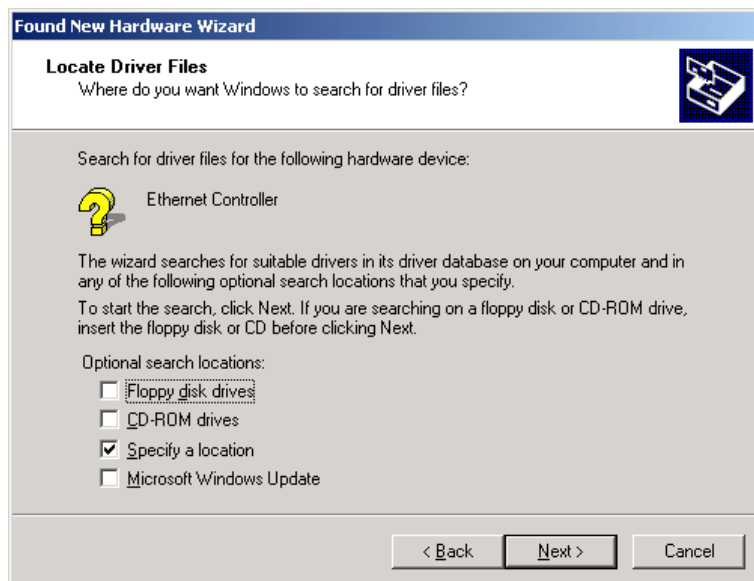 Found New Hardware Wizard
Locate Driver Files
Where do you want Windows to search for driver files?
Search for driver files for the following hardware device:
Ethernet Controller
The wizard searches for suitable drivers in its driver database on your computer and in
any of the following optional search locations that you specify.
To start the search, click Next. If you are searching on a floppy disk or CD-ROM drive,
insert the floppy disk or CD before clicking Next.
Optional search locations:
Floppy disk drives
CD-ROM drives
Specify a location
Microsoft Windows Update
< Back Next > Cancel